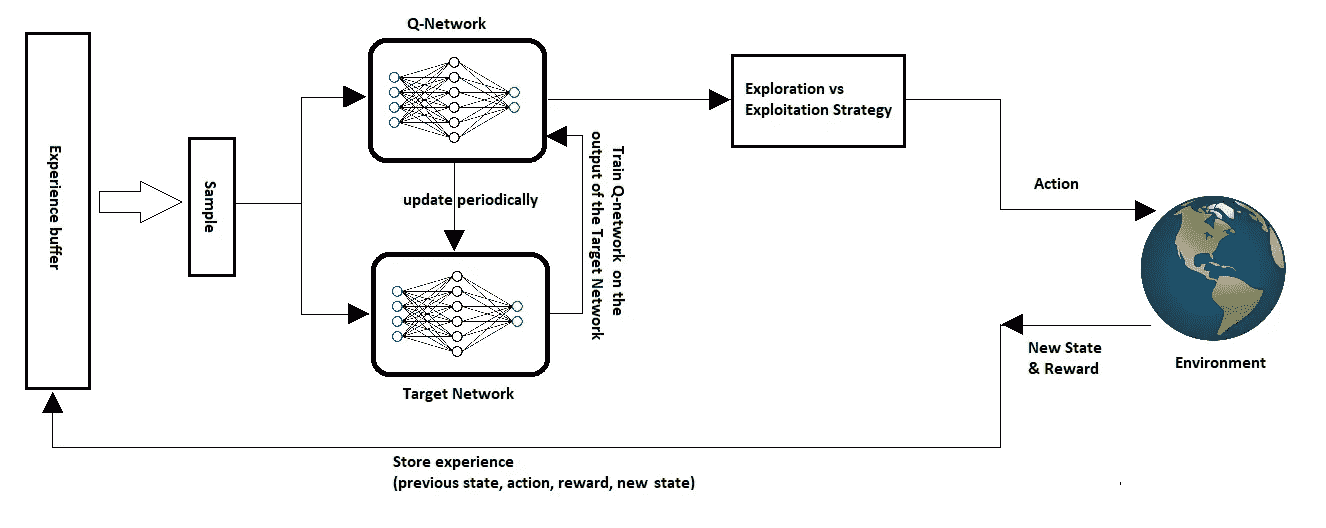 Q-Network
Experience buffer
Sample
Exploration vs
Exploitation Strategy
update periodically
Train Q-network on the
output of the Target Network
Action
Target Network
New State
& Reward
Environment
Store experience
(previous state, action, reward, new state)